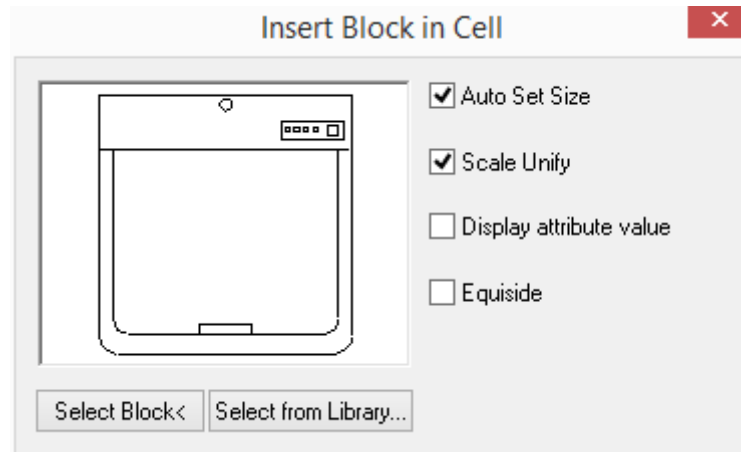 Insert Block in Cell
Auto Set Size
Scale Unify
Display attribute value
Equiside
Select Block<
Select from Library...